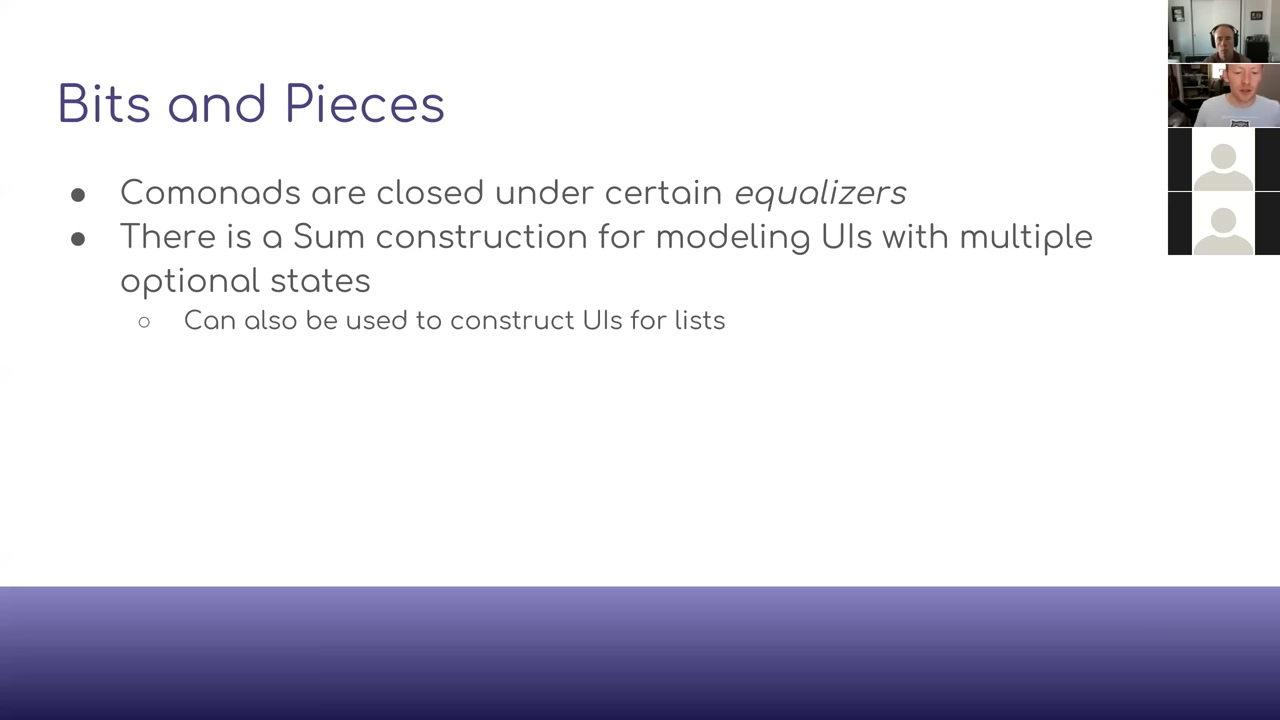 Bits and Pieces
● Comonads are closed under certain equalizers
● There is a Sum construction for modeling UIs with multiple
optional states
○ Can also be used to construct UIs for lists